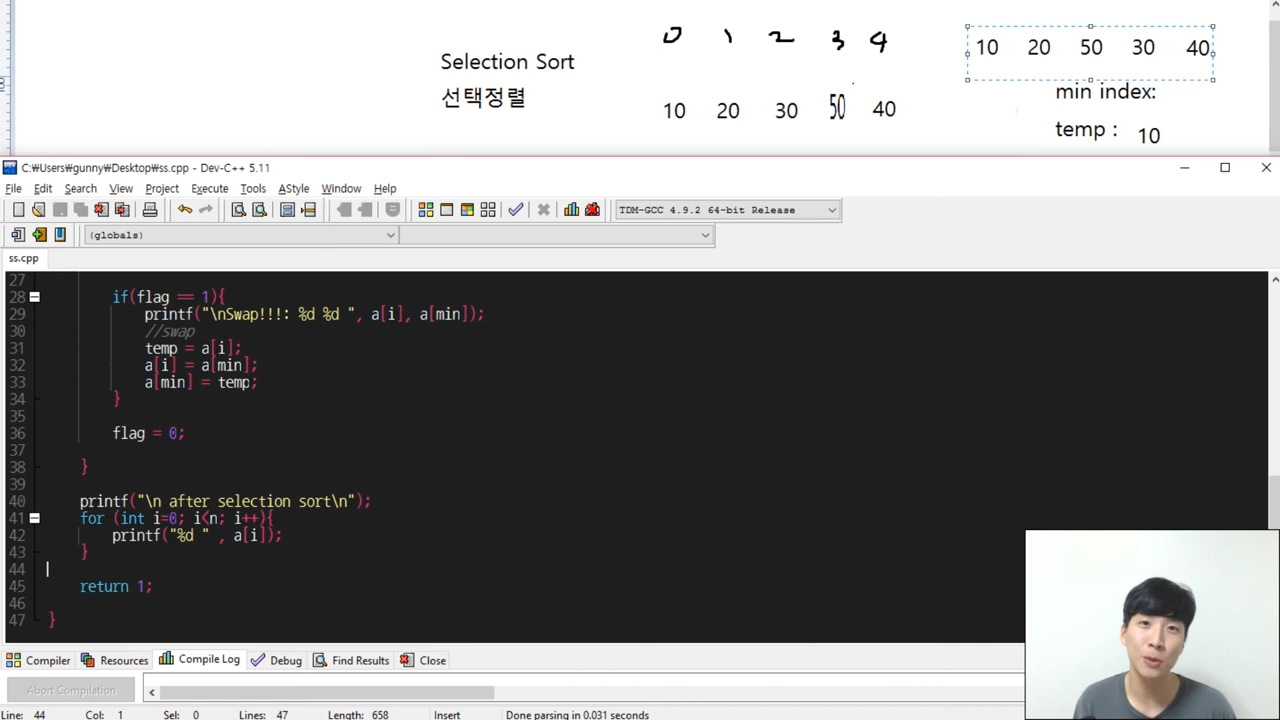 0 1 2 3 4
10 20 50 30 40
Selection Sort
min index:
선택정렬
10 20 30 50 40
temp : 10
C:₩Users₩gunny₩Desktop₩ss.cpp - Dev-C++ 5.11
File Edit Search View Project Execute Tools AStyle Window Help
TDM-GCC 4.9.2 64-bit Release
(globals)
ss.cpp
27
28 if(flag == 1){
29 printf("\nSwap!!!: %d %d ", a[i], a[min]);
30 //swap
31 temp = a[i];
32 a[i] = a[min];
33 a[min] = temp;
34 }
35
36 flag = 0;
37
38 }
39
40 printf("\n after selection sort\n");
41 for (int i=0; i<n; i++){
42 printf("%d " , a[i]);
43 }
44
45 return 1;
46
47 }
Compiler Resources Compile Log Debug Find Results Close
Abort Compilation
Line: 44 Col: 1 Sel: 0 Lines: 47 Length: 658 Insert Done parsing in 0.031 seconds